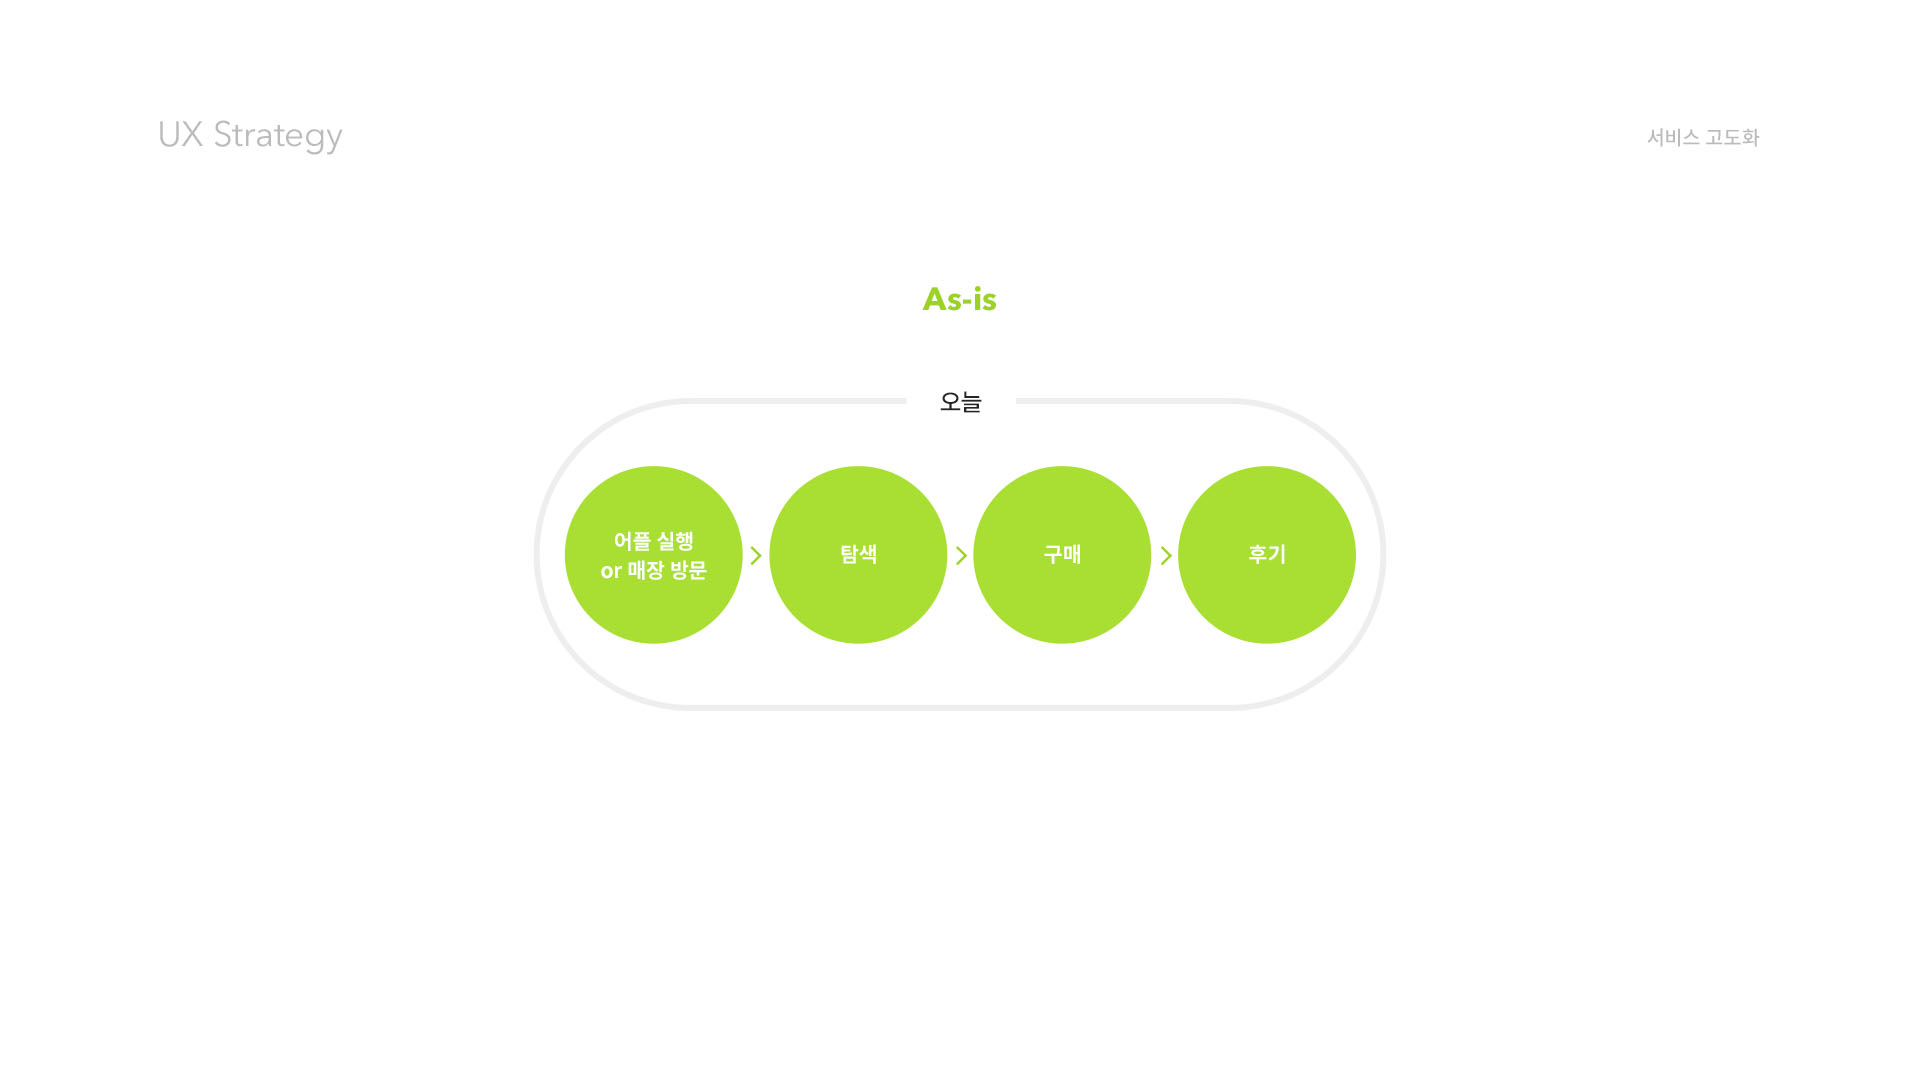 UX Strategy
서비스 고도화
As-is
오늘
어플 실행
or 매장 방문
탐색
구매
후기